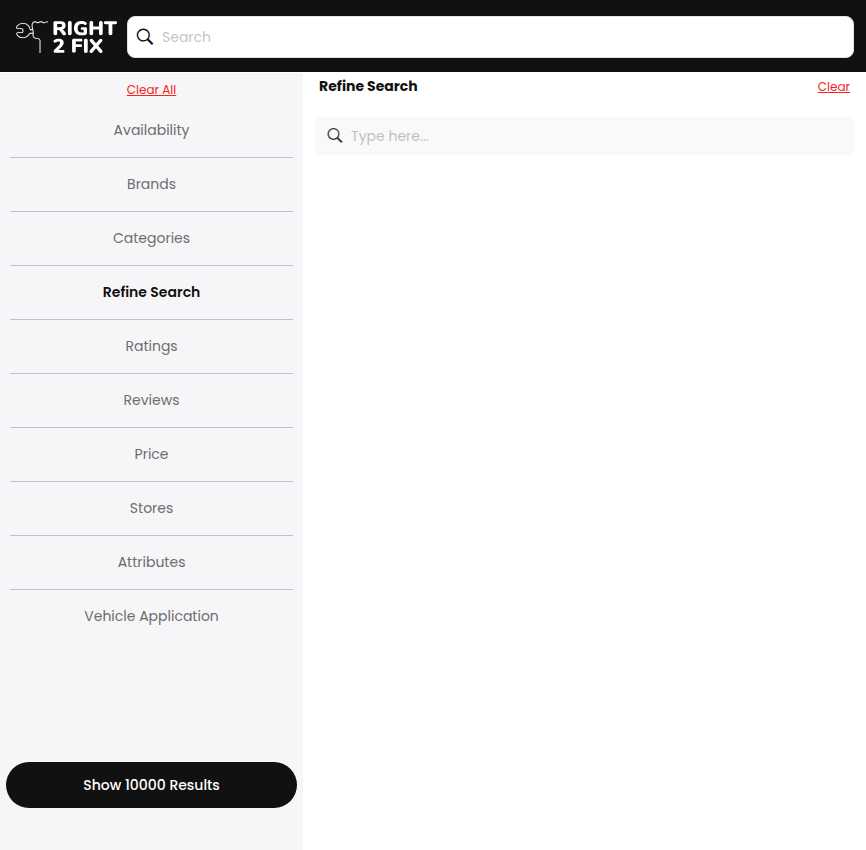 RIGHT
2 FIX
Search
Clear All
Availability
Brands
Categories
Refine Search
Ratings
Reviews
Price
Stores
Attributes
Vehicle Application
Show 10000 Results
Refine Search
Clear
Type here...